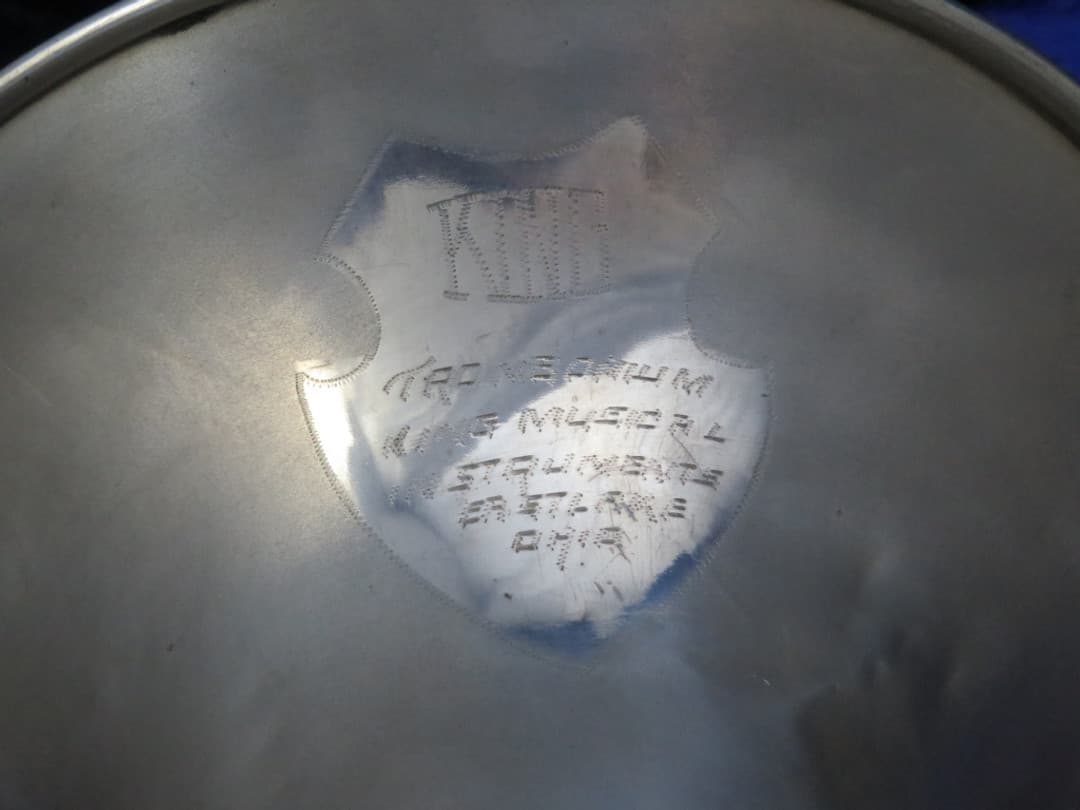 KING
TROMBONIUM
KING MUSICAL
INSTRUMENTS
EASTLAKE
OHIO